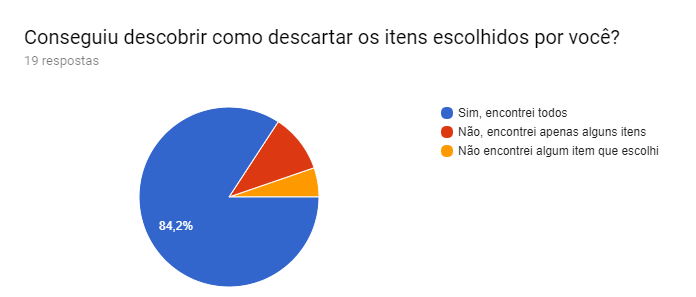 Conseguiu descobrir como descartar os itens escolhidos por você?
19 respostas
Sim, encontrei todos
Não, encontrei apenas alguns itens
Não encontrei algum item que escolhi
84,2%